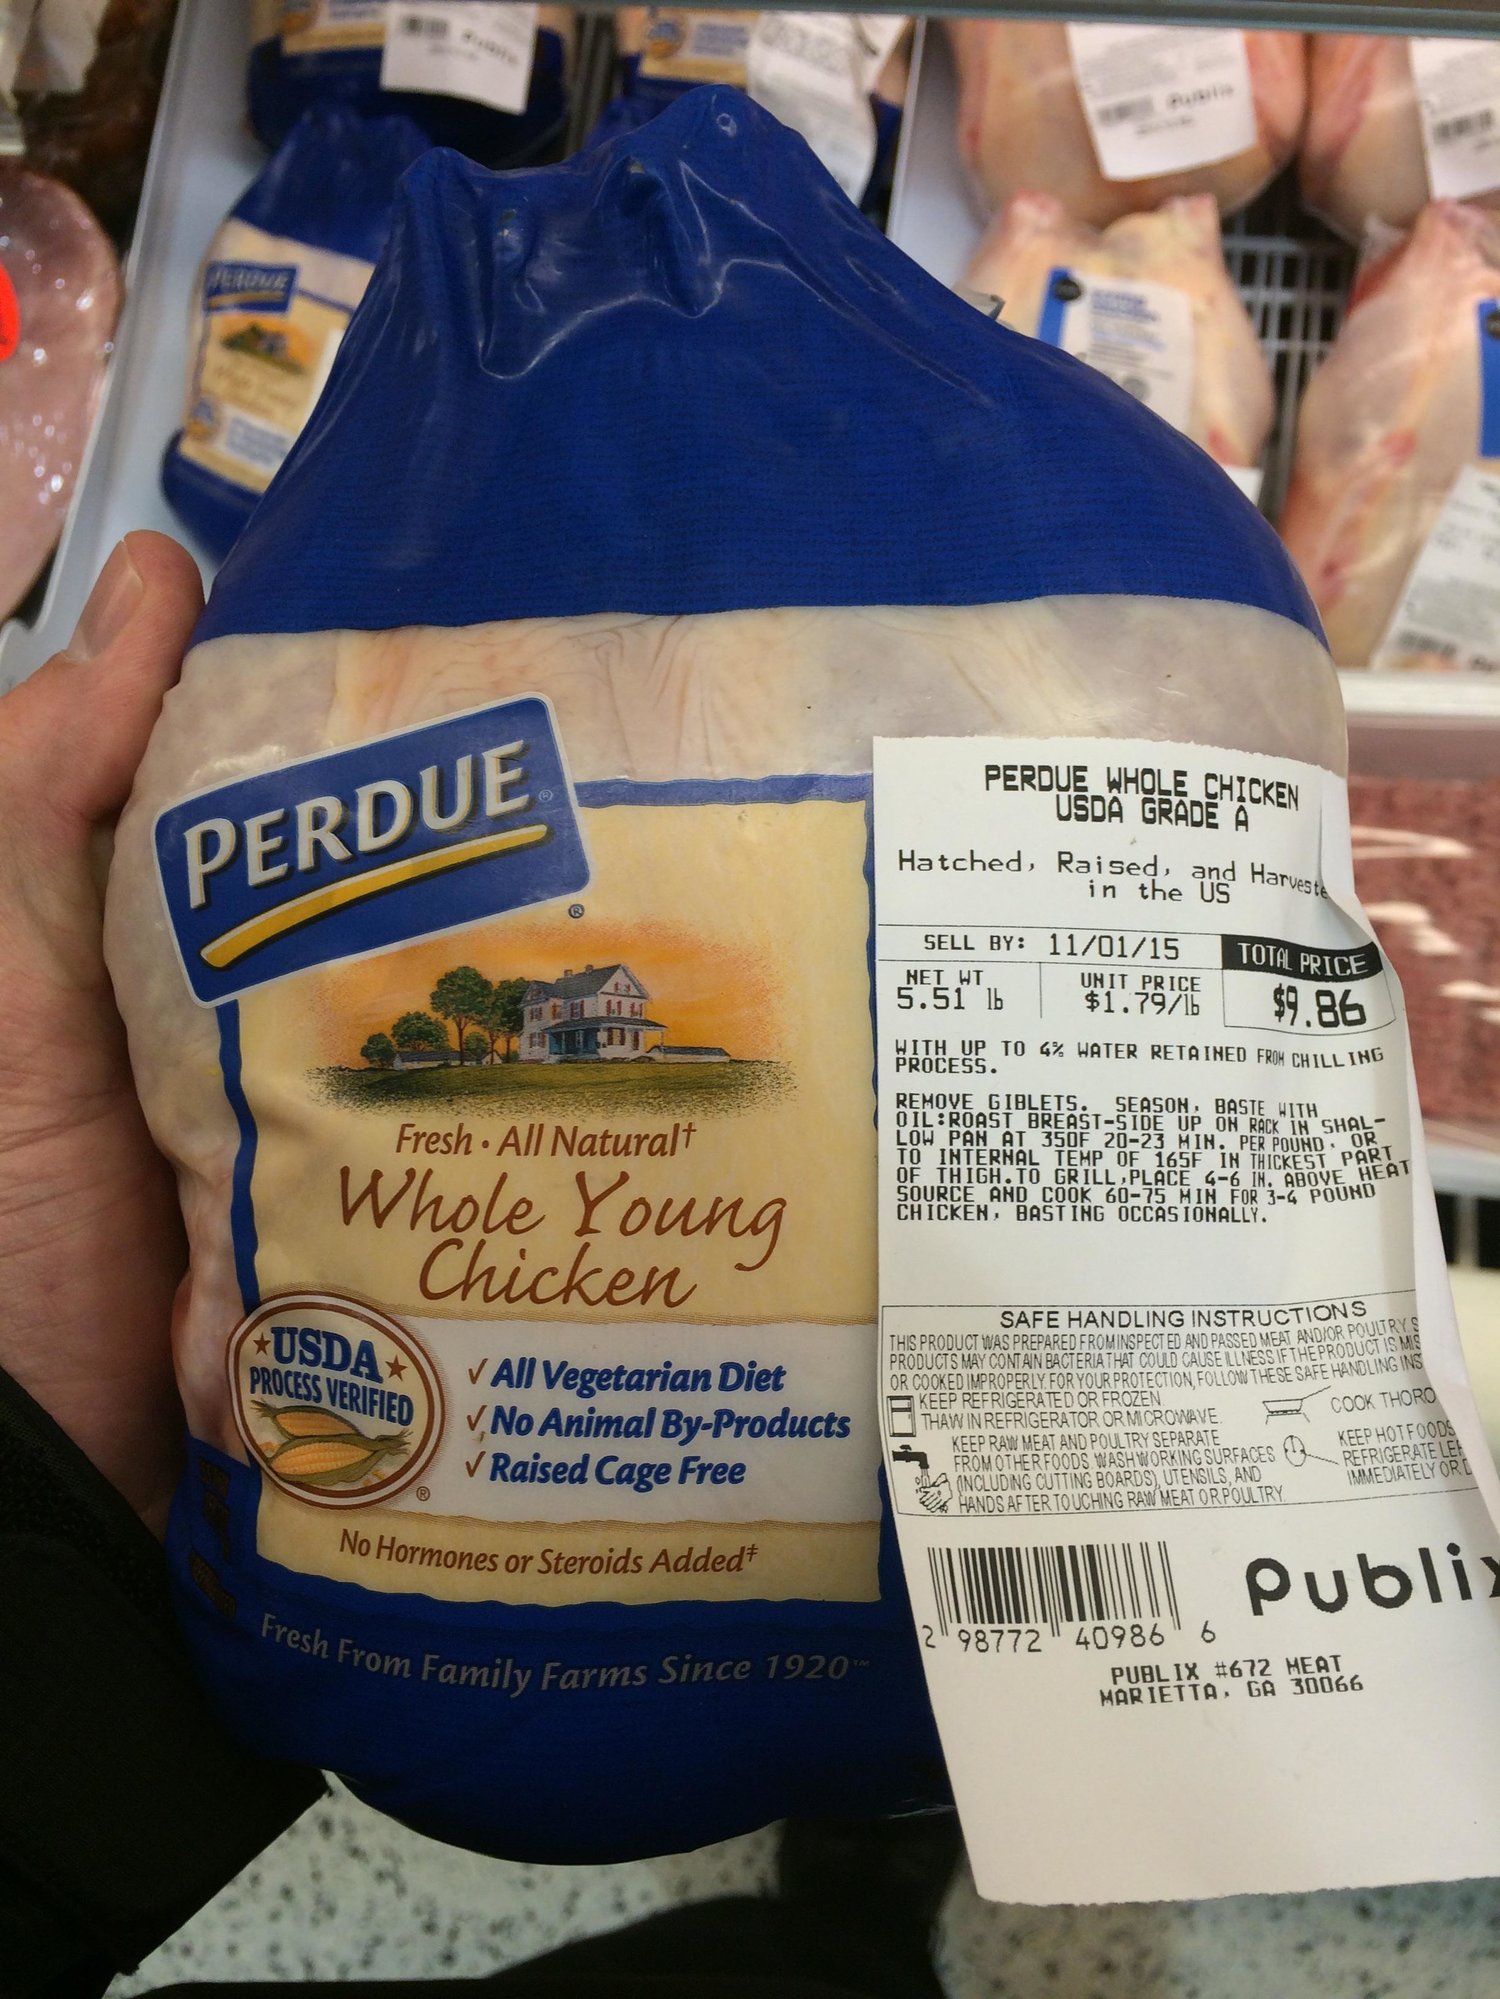 PERDUE
Publix
PERDUE®
®
Fresh • All Natural†
Whole Young
Chicken
USDA
PROCESS VERIFIED
®
✓ All Vegetarian Diet
✓ No Animal By-Products
✓ Raised Cage Free
No Hormones or Steroids Added‡
Fresh From Family Farms Since 1920™
PERDUE WHOLE CHICKEN
USDA GRADE A
Hatched, Raised, and Harveste
in the US
SELL BY: 11/01/15
TOTAL PRICE
NET WT
5.51 lb
UNIT PRICE
$1.79/lb
$9.86
WITH UP TO 4% WATER RETAINED FROM CHILLING
PROCESS.
REMOVE GIBLETS. SEASON, BASTE WITH
OIL:ROAST BREAST-SIDE UP ON RACK IN SHAL-
LOW PAN AT 350F 20-23 MIN. PER POUND, OR
TO INTERNAL TEMP OF 165F IN THICKEST PART
OF THIGH.TO GRILL,PLACE 4-6 IN. ABOVE HEAT
SOURCE AND COOK 60-75 MIN FOR 3-4 POUND
CHICKEN, BASTING OCCASIONALLY.
SAFE HANDLING INSTRUCTIONS
THIS PRODUCT WAS PREPARED FROM INSPECTED AND PASSED MEAT AND/OR POULTRY. S
PRODUCTS MAY CONTAIN BACTERIA THAT COULD CAUSE ILLNESS IF THE PRODUCT IS MIS
OR COOKED IMPROPERLY. FOR YOUR PROTECTION, FOLLOW THESE SAFE HANDLING INS
KEEP REFRIGERATED OR FROZEN.
THAW IN REFRIGERATOR OR MICROWAVE.
COOK THORO
KEEP RAW MEAT AND POULTRY SEPARATE
FROM OTHER FOODS. WASH WORKING SURFACES
(INCLUDING CUTTING BOARDS), UTENSILS, AND
HANDS AFTER TOUCHING RAW MEAT OR POULTRY.
KEEP HOT FOODS
REFRIGERATE LEF
IMMEDIATELY OR D
2 98772 40986 6
Publix
PUBLIX #672 MEAT
MARIETTA, GA 30066